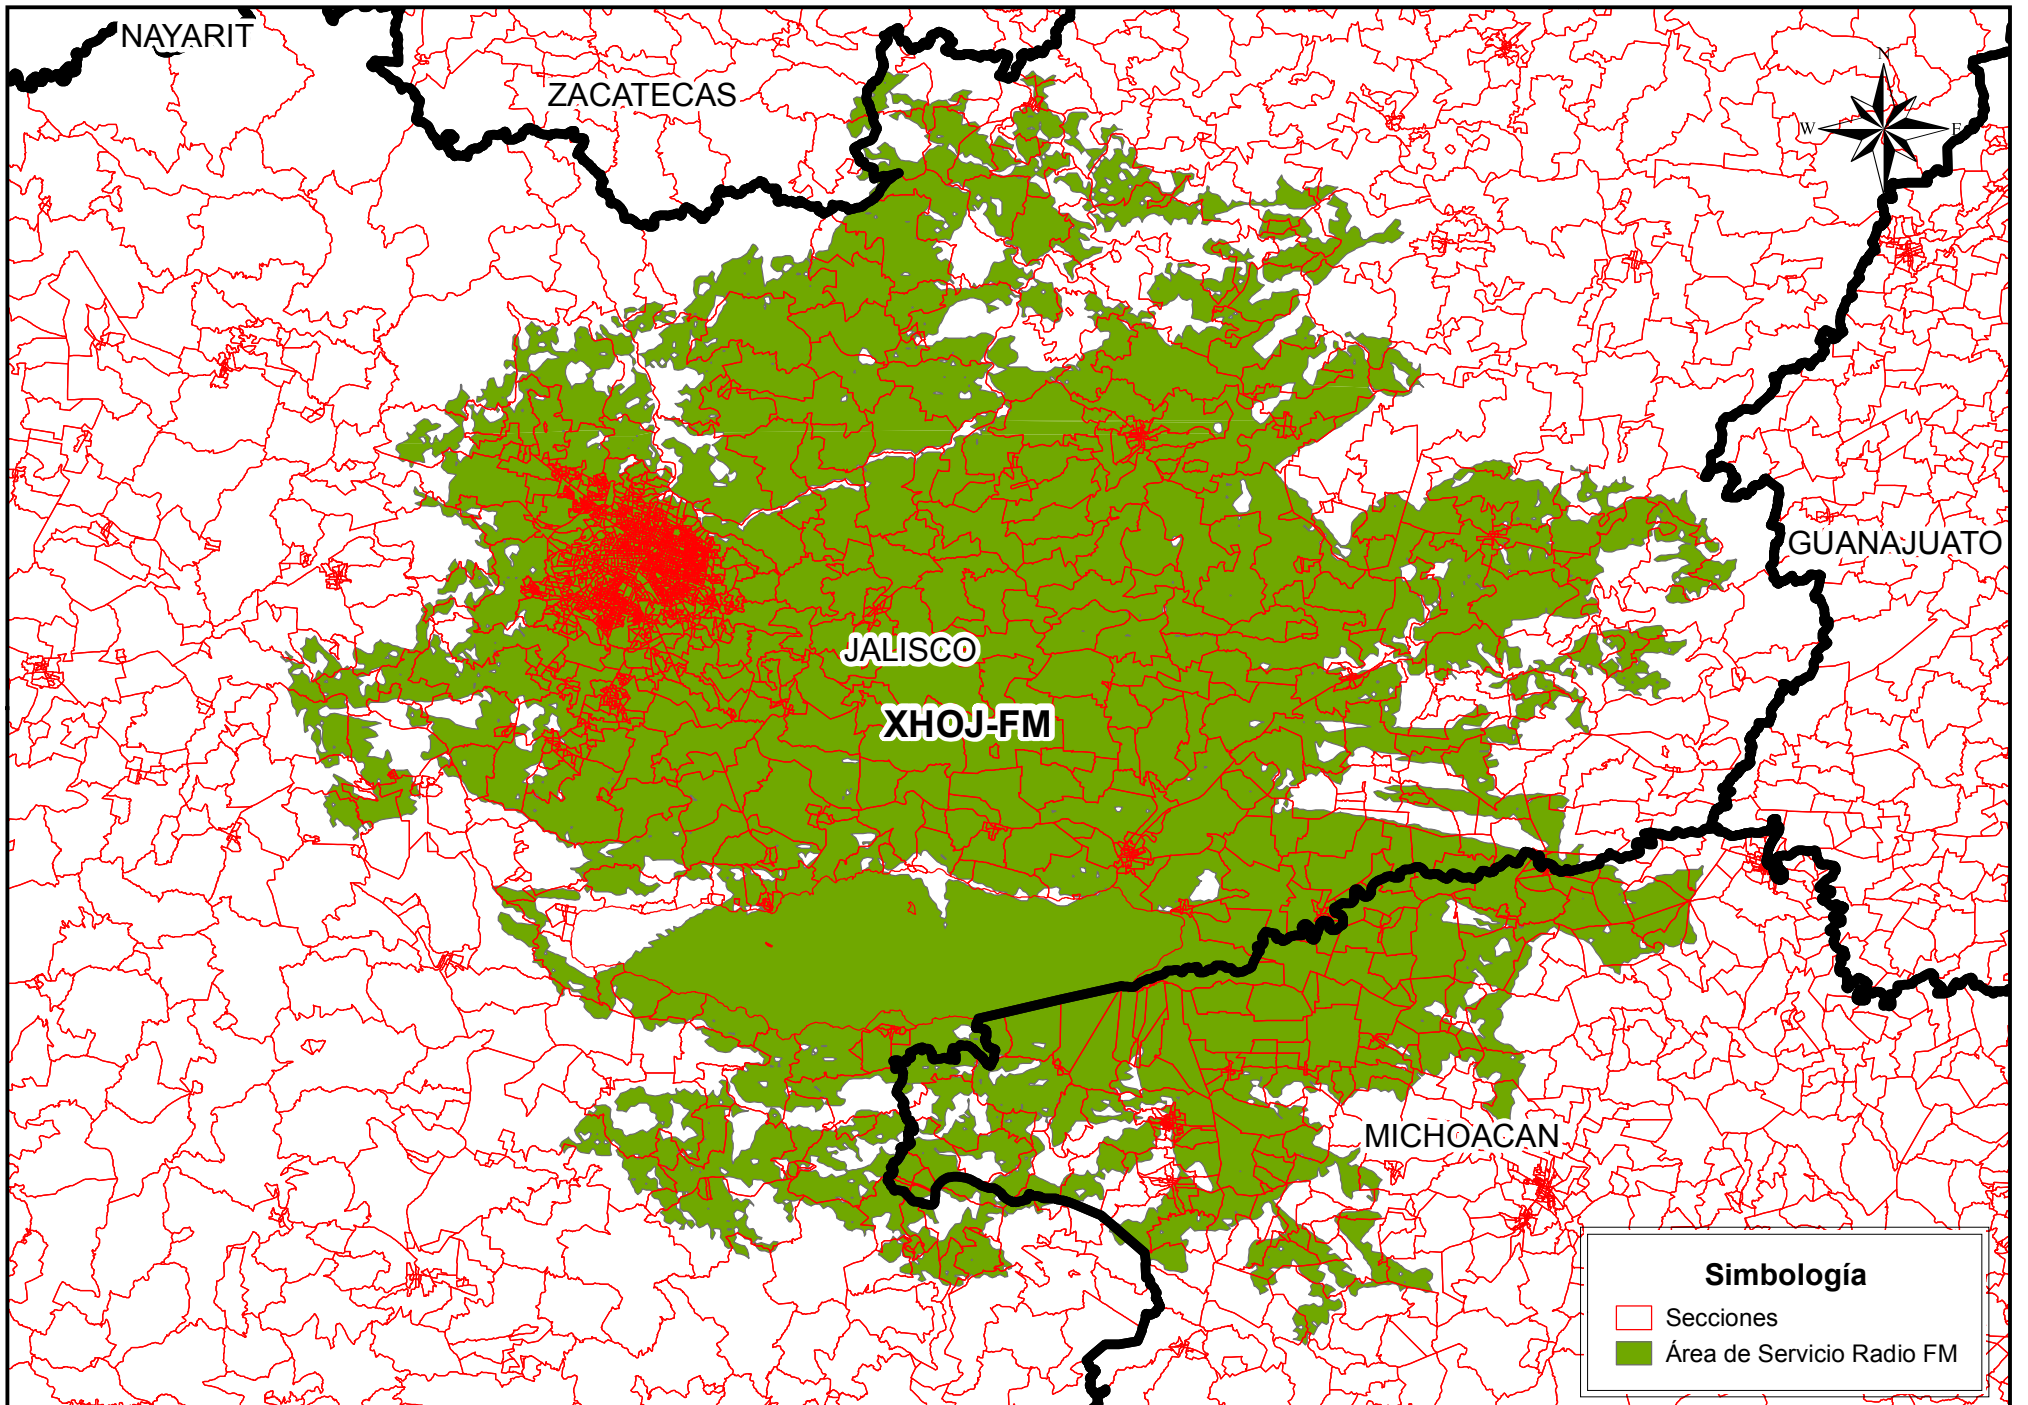 NAYARIT
ZACATECAS
N
W
E
GUANAJUATO
JALISCO
XHOJ-FM
MICHOACAN
Simbología
Secciones
Área de Servicio Radio FM